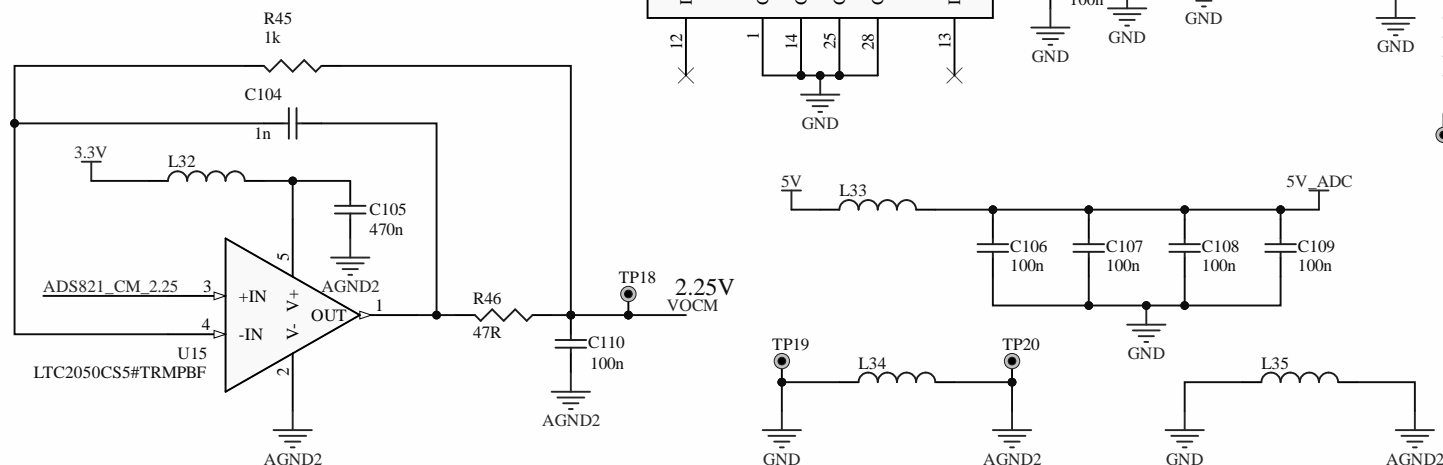 R45
1k
C104
1n
3.3V
L32
C105
470n
AGND2
5
ADS821_CM_2.25
3
+IN
V+
4
-IN
V-
OUT
1
U15
LTC2050CS5#TRMPBF
2
AGND2
R46
47R
TP18
2.25V
VOCM
C110
100n
AGND2
12
1
14
25
28
13
GND
100n
GND
GND
GND
GND
5V
L33
5V_ADC
C106
100n
C107
100n
C108
100n
C109
100n
GND
TP19
L34
TP20
GND
AGND2
L35
GND
AGND2